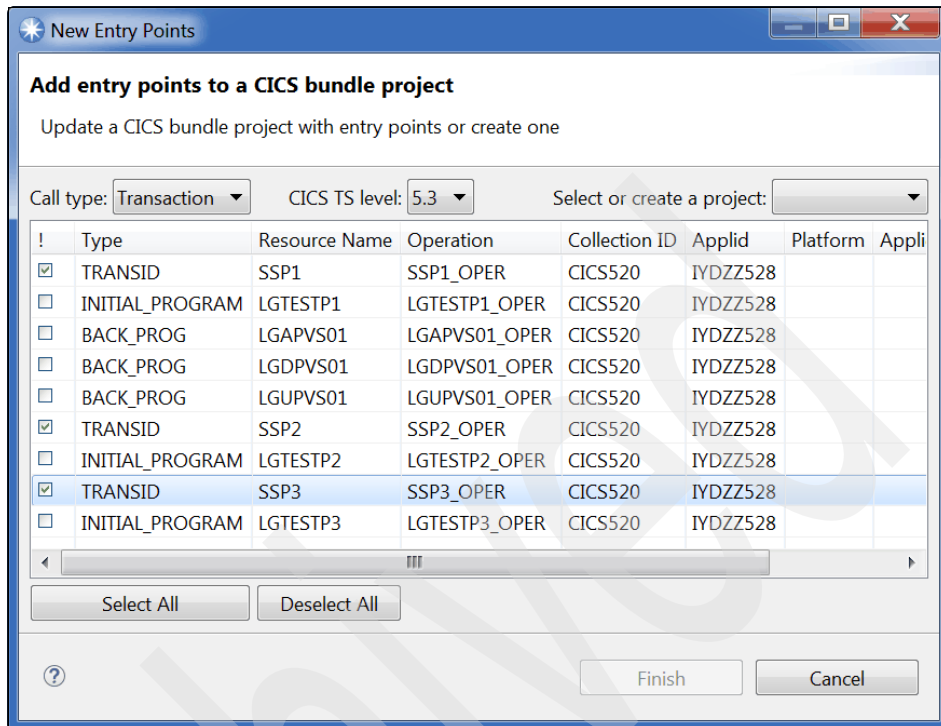 New Entry Points
Add entry points to a CICS bundle project
Update a CICS bundle project with entry points or create one
Call type: Transaction CICS TS level: 5.3 Select or create a project:
! Type Resource Name Operation Collection ID Applid Platform Appli
TRANSID SSP1 SSP1_OPER CICS520 IYDZZ528
INITIAL_PROGRAM LGTESTP1 LGTESTP1_OPER CICS520 IYDZZ528
BACK_PROG LGAPVS01 LGAPVS01_OPER CICS520 IYDZZ528
BACK_PROG LGDPVS01 LGDPVS01_OPER CICS520 IYDZZ528
BACK_PROG LGUPVS01 LGUPVS01_OPER CICS520 IYDZZ528
TRANSID SSP2 SSP2_OPER CICS520 IYDZZ528
INITIAL_PROGRAM LGTESTP2 LGTESTP2_OPER CICS520 IYDZZ528
TRANSID SSP3 SSP3_OPER CICS520 IYDZZ528
INITIAL_PROGRAM LGTESTP3 LGTESTP3_OPER CICS520 IYDZZ528
Select All Deselect All
? Finish Cancel